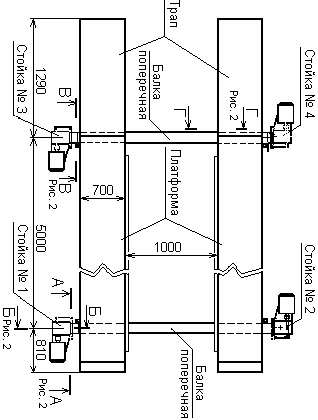 Трап
Стойка № 3
Стойка № 4
1290
В
Балка
поперечная
Г
Г
Рис. 2
В
Рис. 2
700
Платформа
1000
5000
Стойка № 1
Стойка № 2
А
Б
Б
Рис. 2
810
Балка
поперечная
А
Рис. 2